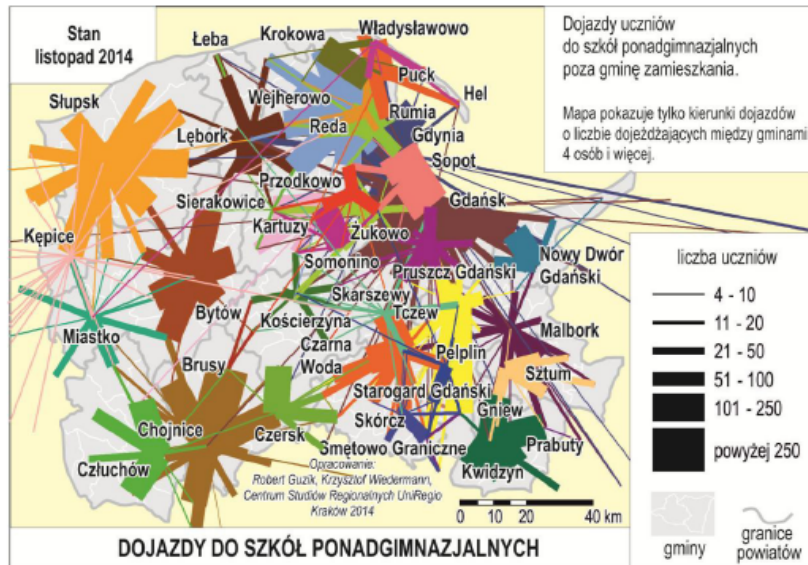 Stan
listopad 2014
Dojazdy uczniów
do szkół ponadgimnazjalnych
poza gminę zamieszkania.
Mapa pokazuje tylko kierunki dojazdów
o liczbie dojeżdżających między gminami
4 osób i więcej.
Łeba
Krokowa
Władysławowo
Puck
Hel
Słupsk
Wejherowo
Rumia
Reda
Gdynia
Lębork
Sopot
Przodkowo
Sierakowice
Gdańsk
Kartuzy
Żukowo
Kępice
Somonino
Pruszcz Gdański
Nowy Dwór
Gdański
Skarszewy
Bytów
Kościerzyna
Tczew
Miastko
Malbork
Czarna
Woda
Brusy
Pelplin
Sztum
Starogard Gdański
Chojnice
Gniew
Czersk
Skórcz
Prabuty
Człuchów
Smętowo Graniczne
Kwidzyn
Opracowanie:
Robert Guzik, Krzysztof Wiedermann,
Centrum Studiów Regionalnych UniRegio
Kraków 2014
0 10 20 40 km
DOJAZDY DO SZKÓŁ PONADGIMNAZJALNYCH
liczba uczniów
4 - 10
11 - 20
21 - 50
51 - 100
101 - 250
powyżej 250
gminy
granice
powiatów